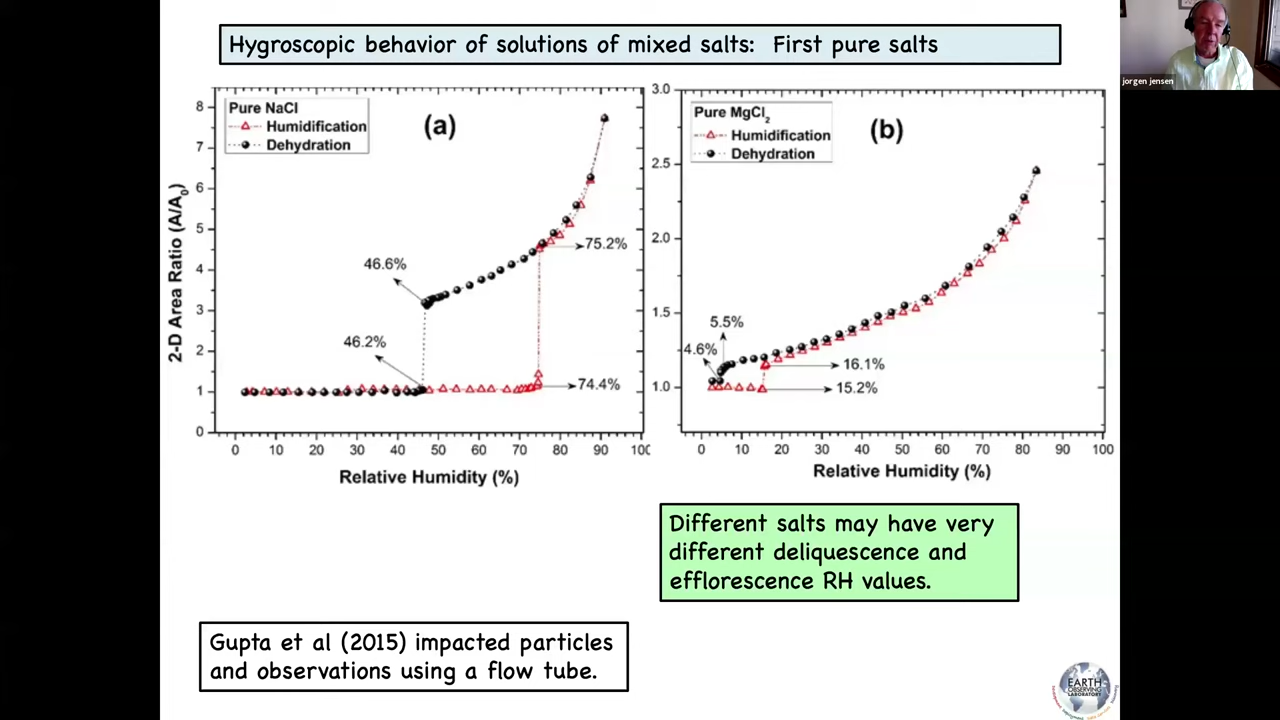 Hygroscopic behavior of solutions of mixed salts: First pure salts
jorgen jensen
Pure NaCl
Humidification
Dehydration
(a)
8
7
6
5
4
3
2
1
0
2-D Area Ratio (A/A₀)
46.6%
46.2%
75.2%
74.4%
0 10 20 30 40 50 60 70 80 90 100
Relative Humidity (%)
Pure MgCl₂
Humidification
Dehydration
(b)
3.0
2.5
2.0
1.5
1.0
5.5%
4.6%
16.1%
15.2%
0 10 20 30 40 50 60 70 80 90 100
Relative Humidity (%)
Different salts may have very
different deliquescence and
efflorescence RH values.
Gupta et al (2015) impacted particles
and observations using a flow tube.
EARTH
OBSERVING
LABORATORY